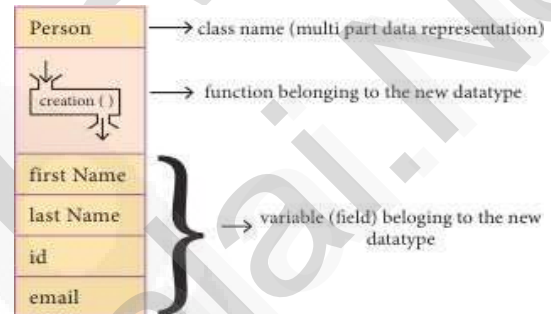 Person
class name (multi part data representation)
creation ( )
function belonging to the new datatype
first Name
last Name
id
email
variable (field) beloging to the new
datatype